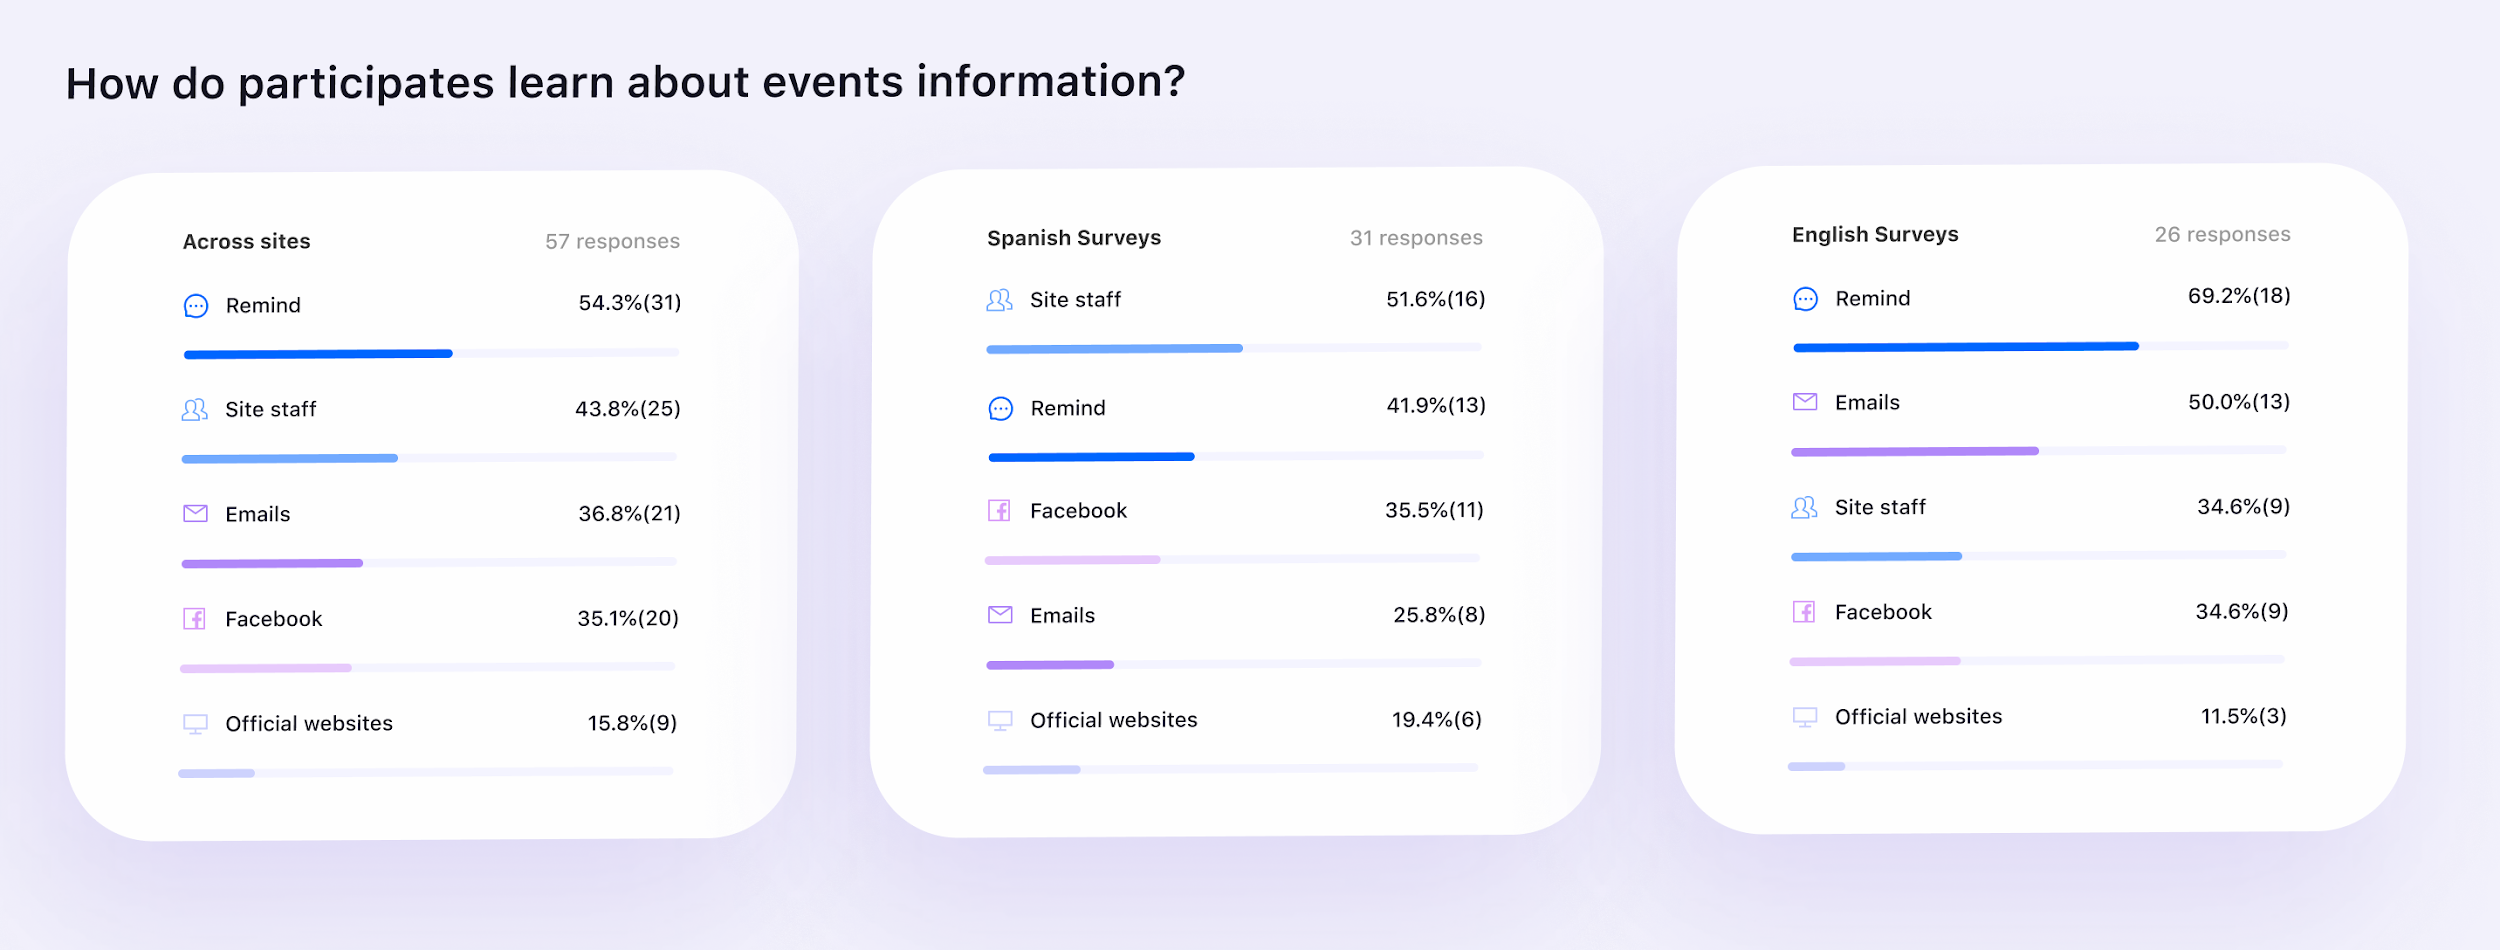 How do participates learn about events information?
Across sites 57 responses
Remind 54.3%(31)
Site staff 43.8%(25)
Emails 36.8%(21)
Facebook 35.1%(20)
Official websites 15.8%(9)
Spanish Surveys 31 responses
Site staff 51.6%(16)
Remind 41.9%(13)
Facebook 35.5%(11)
Emails 25.8%(8)
Official websites 19.4%(6)
English Surveys 26 responses
Remind 69.2%(18)
Emails 50.0%(13)
Site staff 34.6%(9)
Facebook 34.6%(9)
Official websites 11.5%(3)